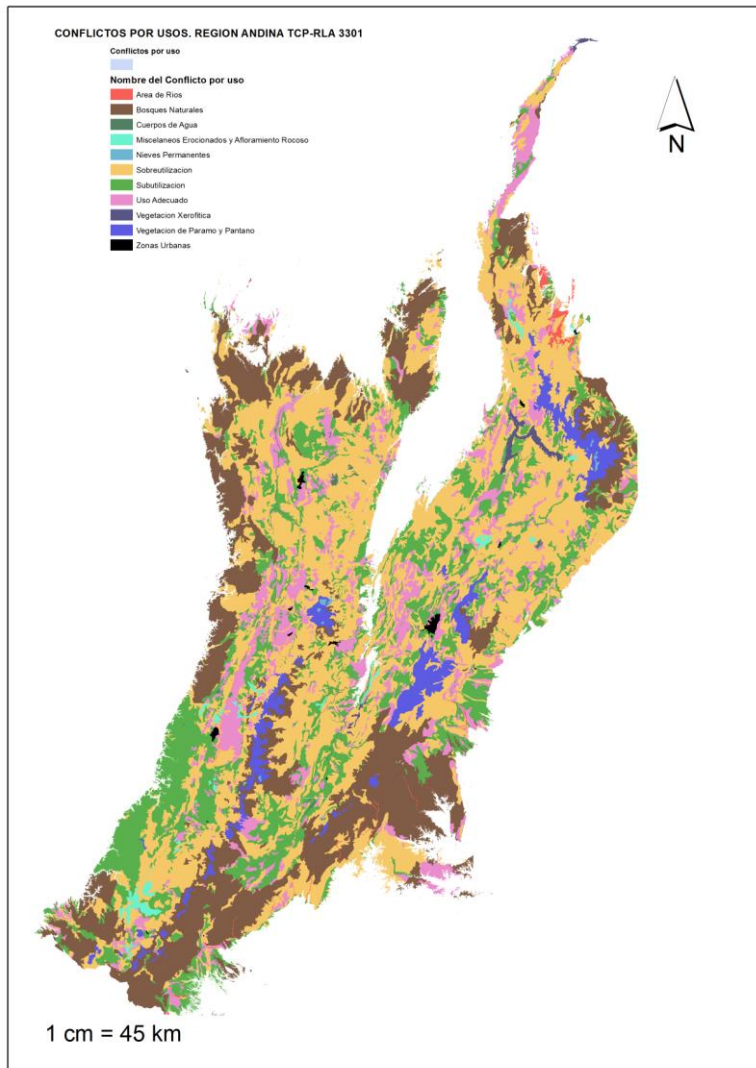 CONFLICTOS POR USOS. REGION ANDINA TCP-RLA 3301
Conflictos por uso
Nombre del Conflicto por uso
Area de Rios
Bosques Naturales
Cuerpos de Agua
Miscelaneos Erocionados y Afloramiento Rocoso
Nieves Permanentes
Sobreutilizacion
Subutilizacion
Uso Adecuado
Vegetacion Xerofitica
Vegetacion de Paramo y Pantano
Zonas Urbanas
N
1 cm = 45 km